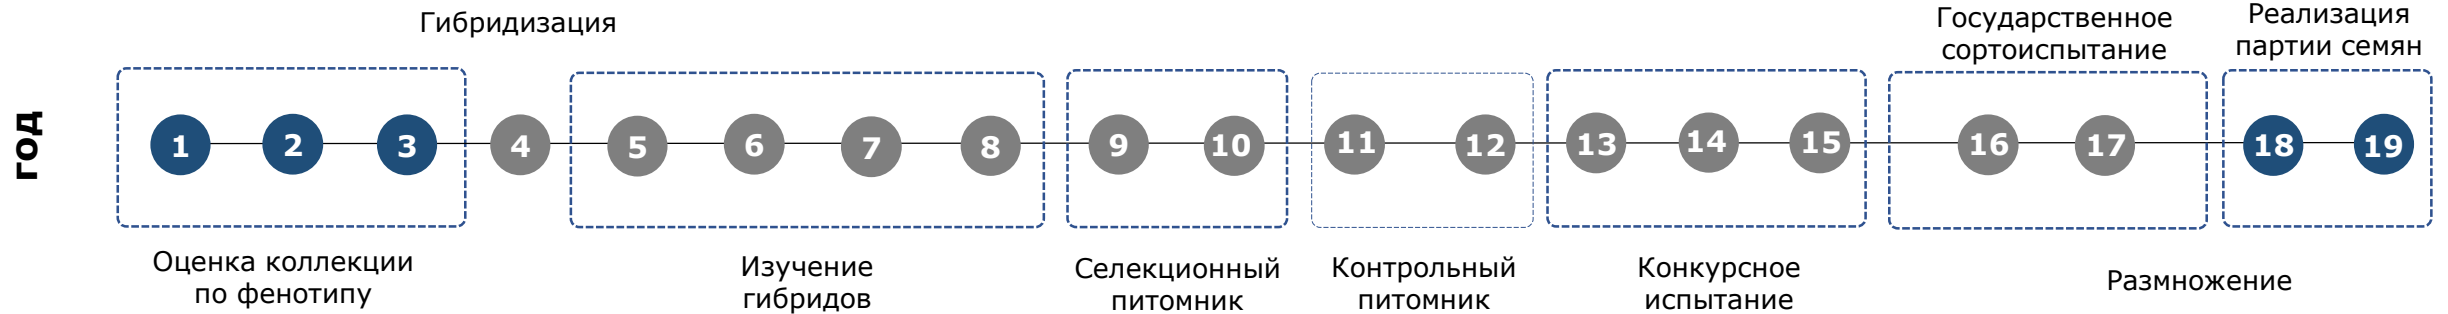 Гибридизация
Государственное
сортоиспытание
Реализация
партии семян
год
1 2 3 4 5 6 7 8 9 10 11 12 13 14 15 16 17 18 19
Оценка коллекции
по фенотипу
Изучение
гибридов
Селекционный
питомник
Контрольный
питомник
Конкурсное
испытание
Размножение